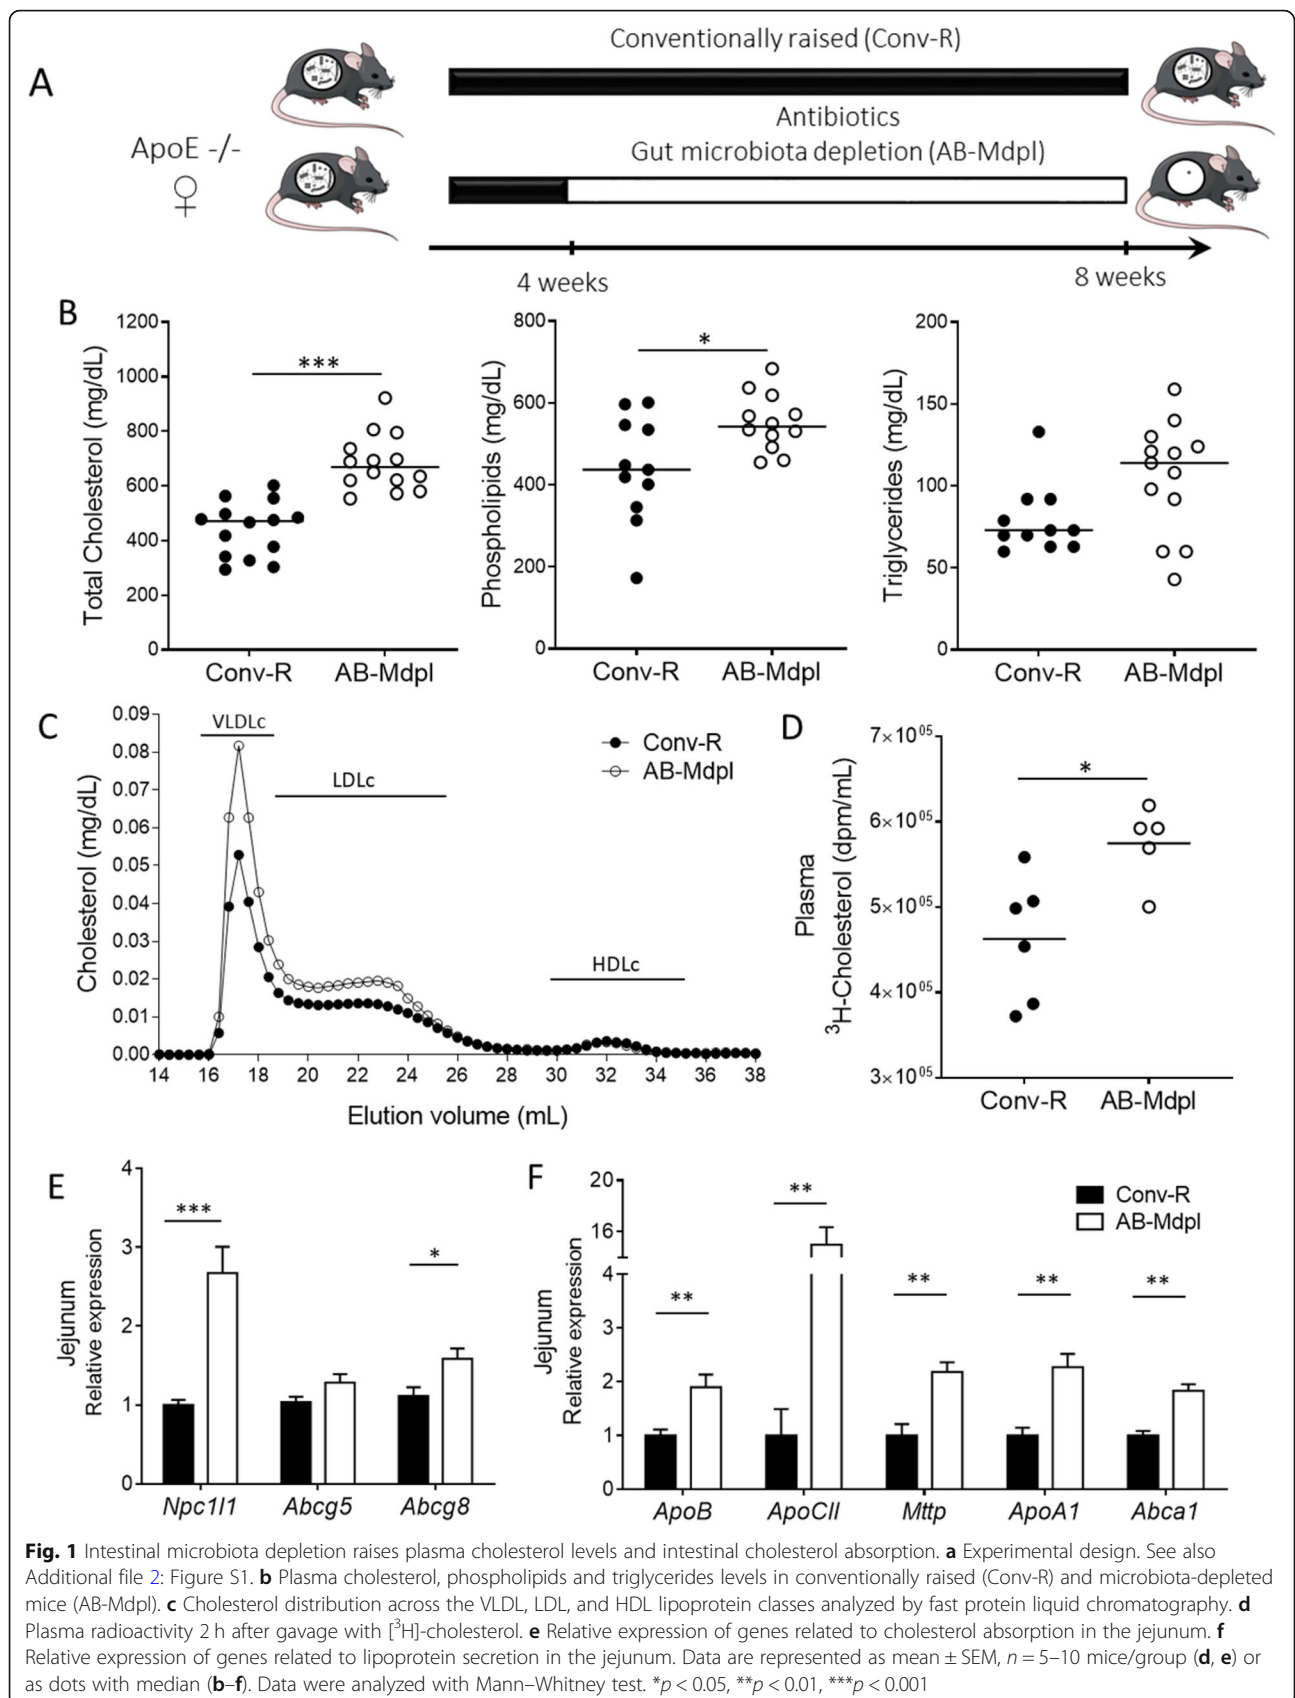 A
Conventionally raised (Conv-R)
Antibiotics
Gut microbiota depletion (AB-Mdpl)
ApoE -/-
♀
4 weeks
8 weeks
B
Total Cholesterol (mg/dL)
1200
1000
800
600
400
200
0
***
Conv-R
AB-Mdpl
Phospholipids (mg/dL)
800
600
400
200
0
*
Conv-R
AB-Mdpl
Triglycerides (mg/dL)
200
150
100
50
0
Conv-R
AB-Mdpl
C
Cholesterol (mg/dL)
0.09
0.08
0.07
0.06
0.05
0.04
0.03
0.02
0.01
0.00
VLDLc
LDLc
HDLc
Conv-R
AB-Mdpl
14 16 18 20 22 24 26 28 30 32 34 36 38
Elution volume (mL)
D
Plasma
³H-Cholesterol (dpm/mL)
7×10⁰⁵
6×10⁰⁵
5×10⁰⁵
4×10⁰⁵
3×10⁰⁵
*
Conv-R
AB-Mdpl
E
Jejunum
Relative expression
4
3
2
1
0
***
*
Npc1l1
Abcg5
Abcg8
F
Jejunum
Relative expression
20
16
4
3
2
1
0
**
**
**
**
**
Conv-R
AB-Mdpl
ApoB
ApoCII
Mttp
ApoA1
Abca1
Fig. 1 Intestinal microbiota depletion raises plasma cholesterol levels and intestinal cholesterol absorption. a Experimental design. See also
Additional file 2: Figure S1. b Plasma cholesterol, phospholipids and triglycerides levels in conventionally raised (Conv-R) and microbiota-depleted
mice (AB-Mdpl). c Cholesterol distribution across the VLDL, LDL, and HDL lipoprotein classes analyzed by fast protein liquid chromatography. d
Plasma radioactivity 2 h after gavage with [³H]-cholesterol. e Relative expression of genes related to cholesterol absorption in the jejunum. f
Relative expression of genes related to lipoprotein secretion in the jejunum. Data are represented as mean ± SEM, n = 5–10 mice/group (d, e) or
as dots with median (b–f). Data were analyzed with Mann–Whitney test. *p < 0.05, **p < 0.01, ***p < 0.001